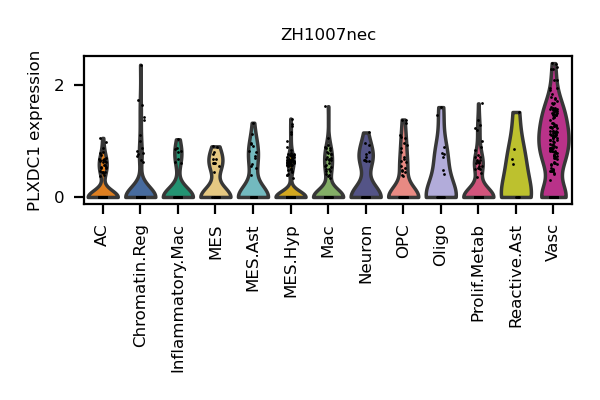 ZH1007nec
PLXDC1 expression
2
0
AC
Chromatin.Reg
Inflammatory.Mac
MES
MES.Ast
MES.Hyp
Mac
Neuron
OPC
Oligo
Prolif.Metab
Reactive.Ast
Vasc